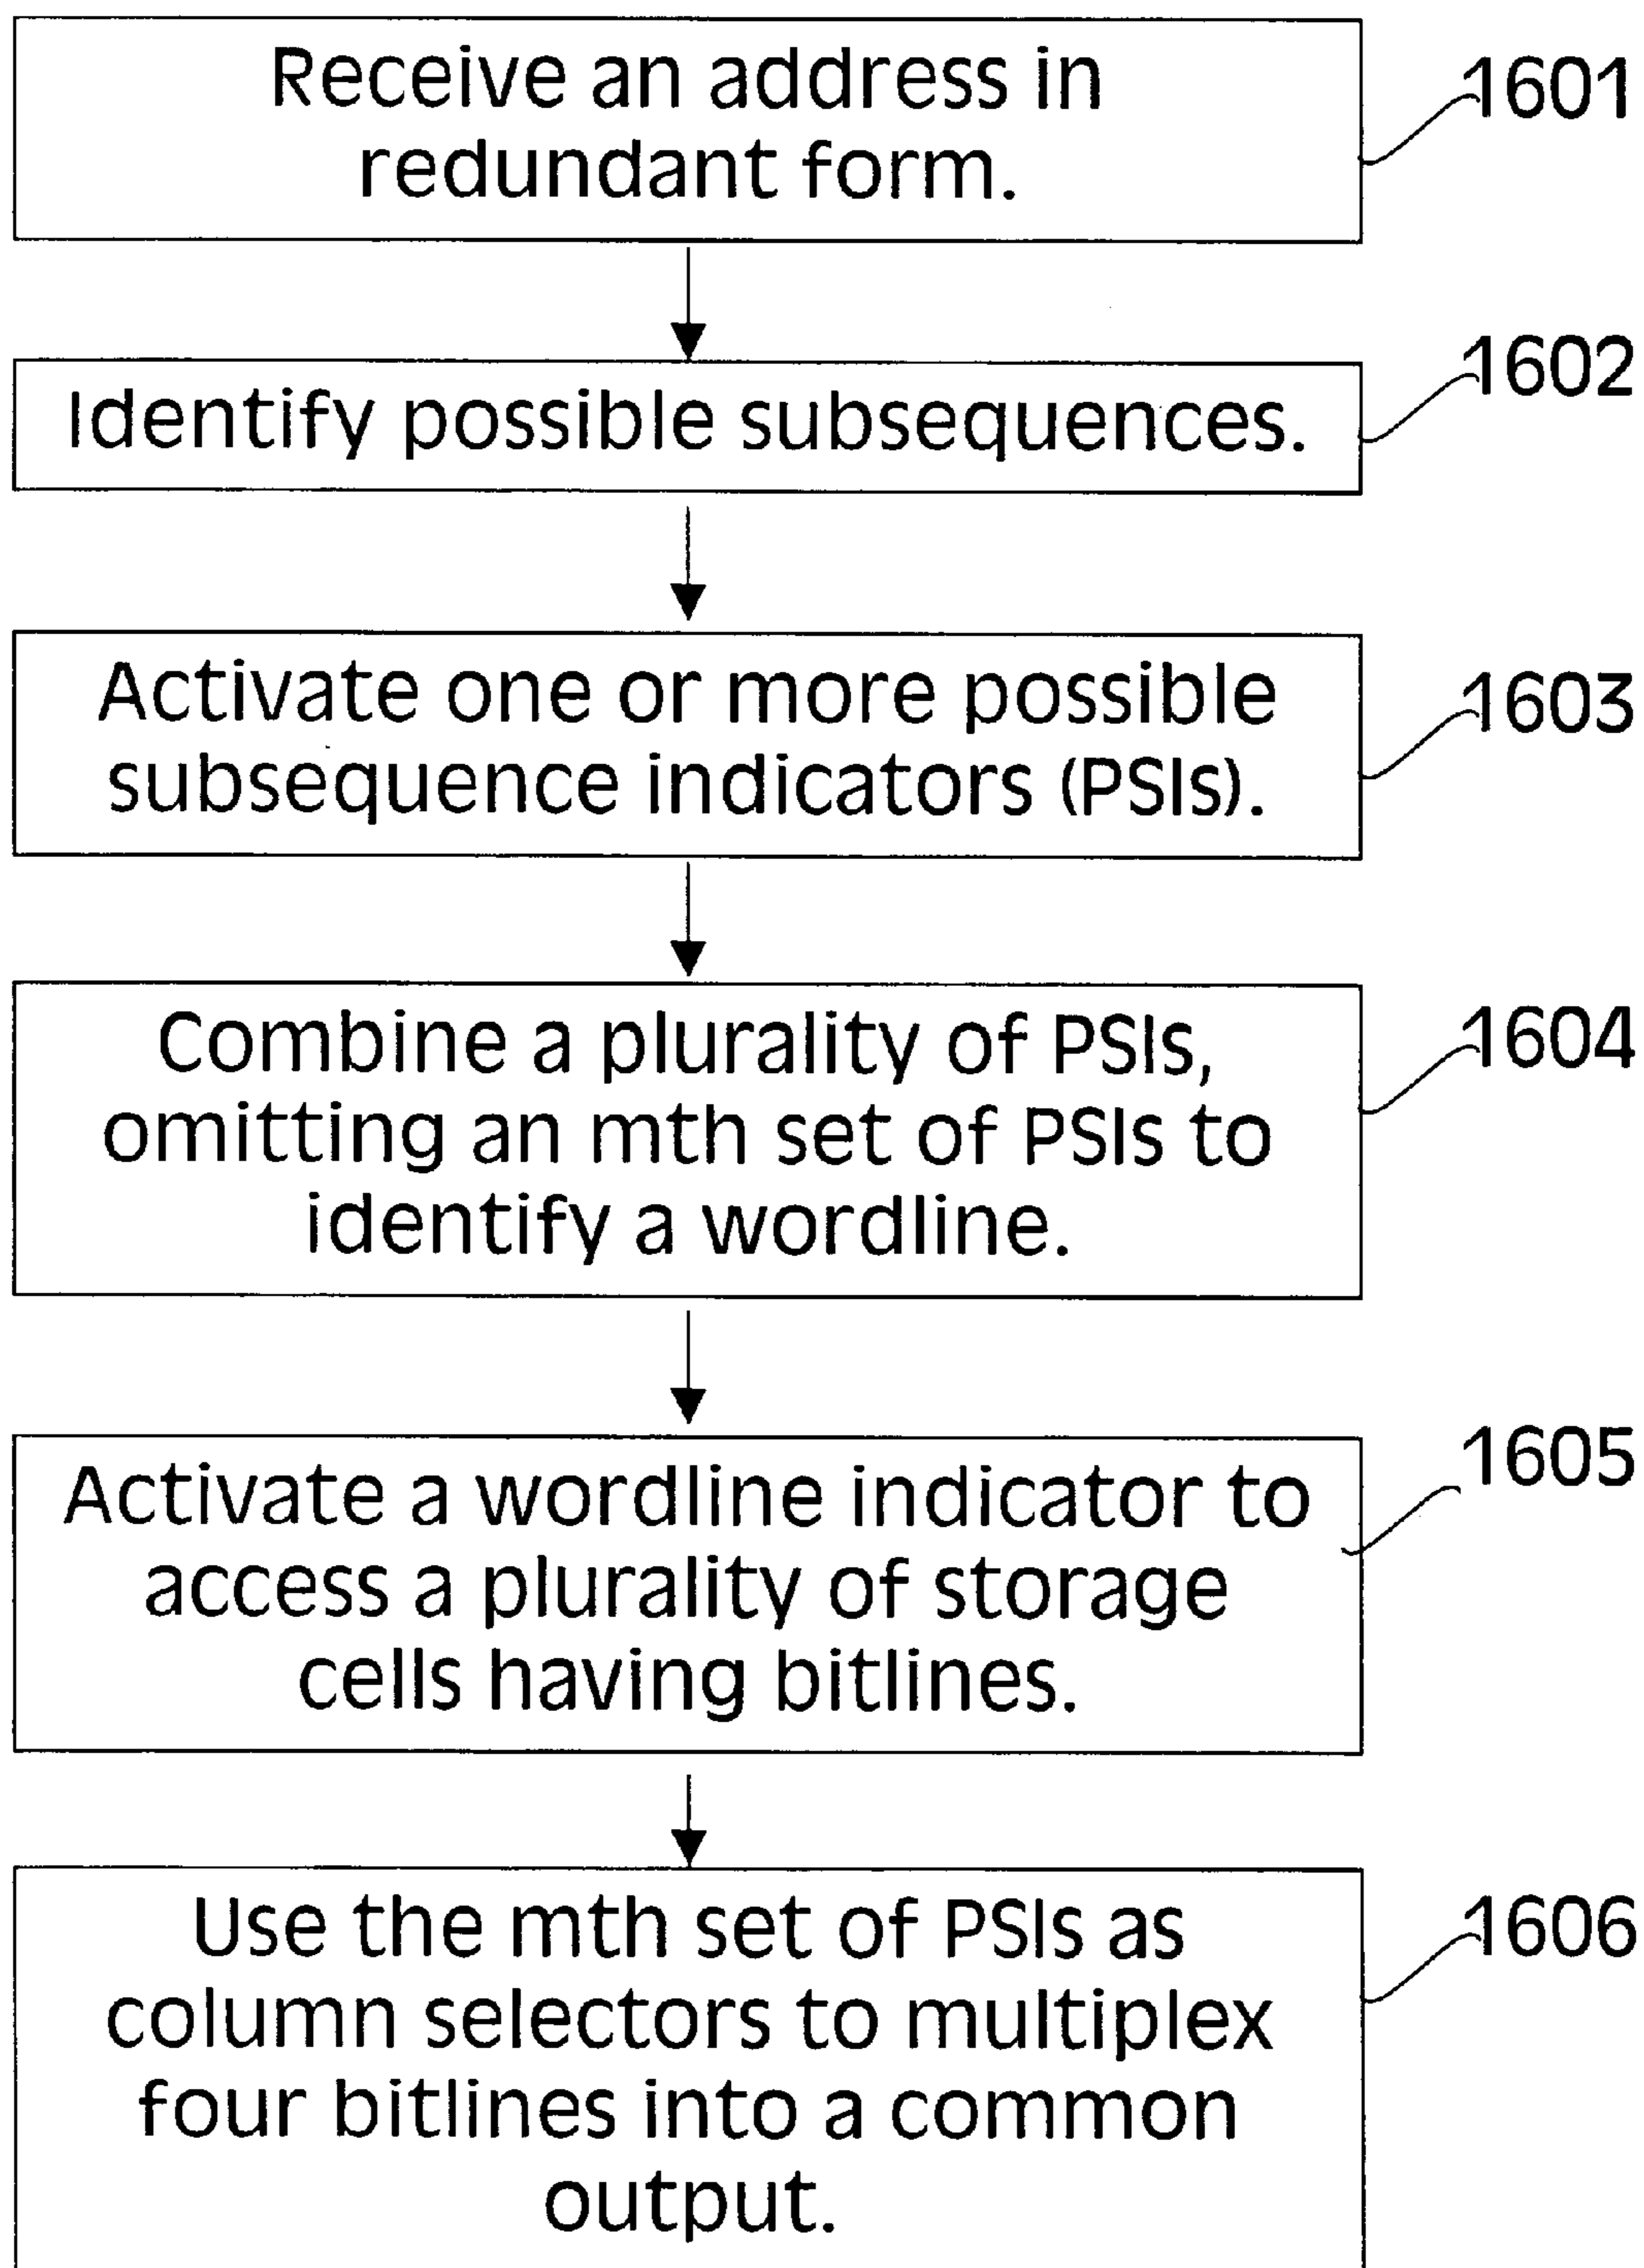 Receive an address in
redundant form.
1601
Identify possible subsequences.
1602
Activate one or more possible
subsequence indicators (PSIs).
1603
Combine a plurality of PSIs,
omitting an mth set of PSIs to
identify a wordline.
1604
Activate a wordline indicator to
access a plurality of storage
cells having bitlines.
1605
Use the mth set of PSIs as
column selectors to multiplex
four bitlines into a common
output.
1606